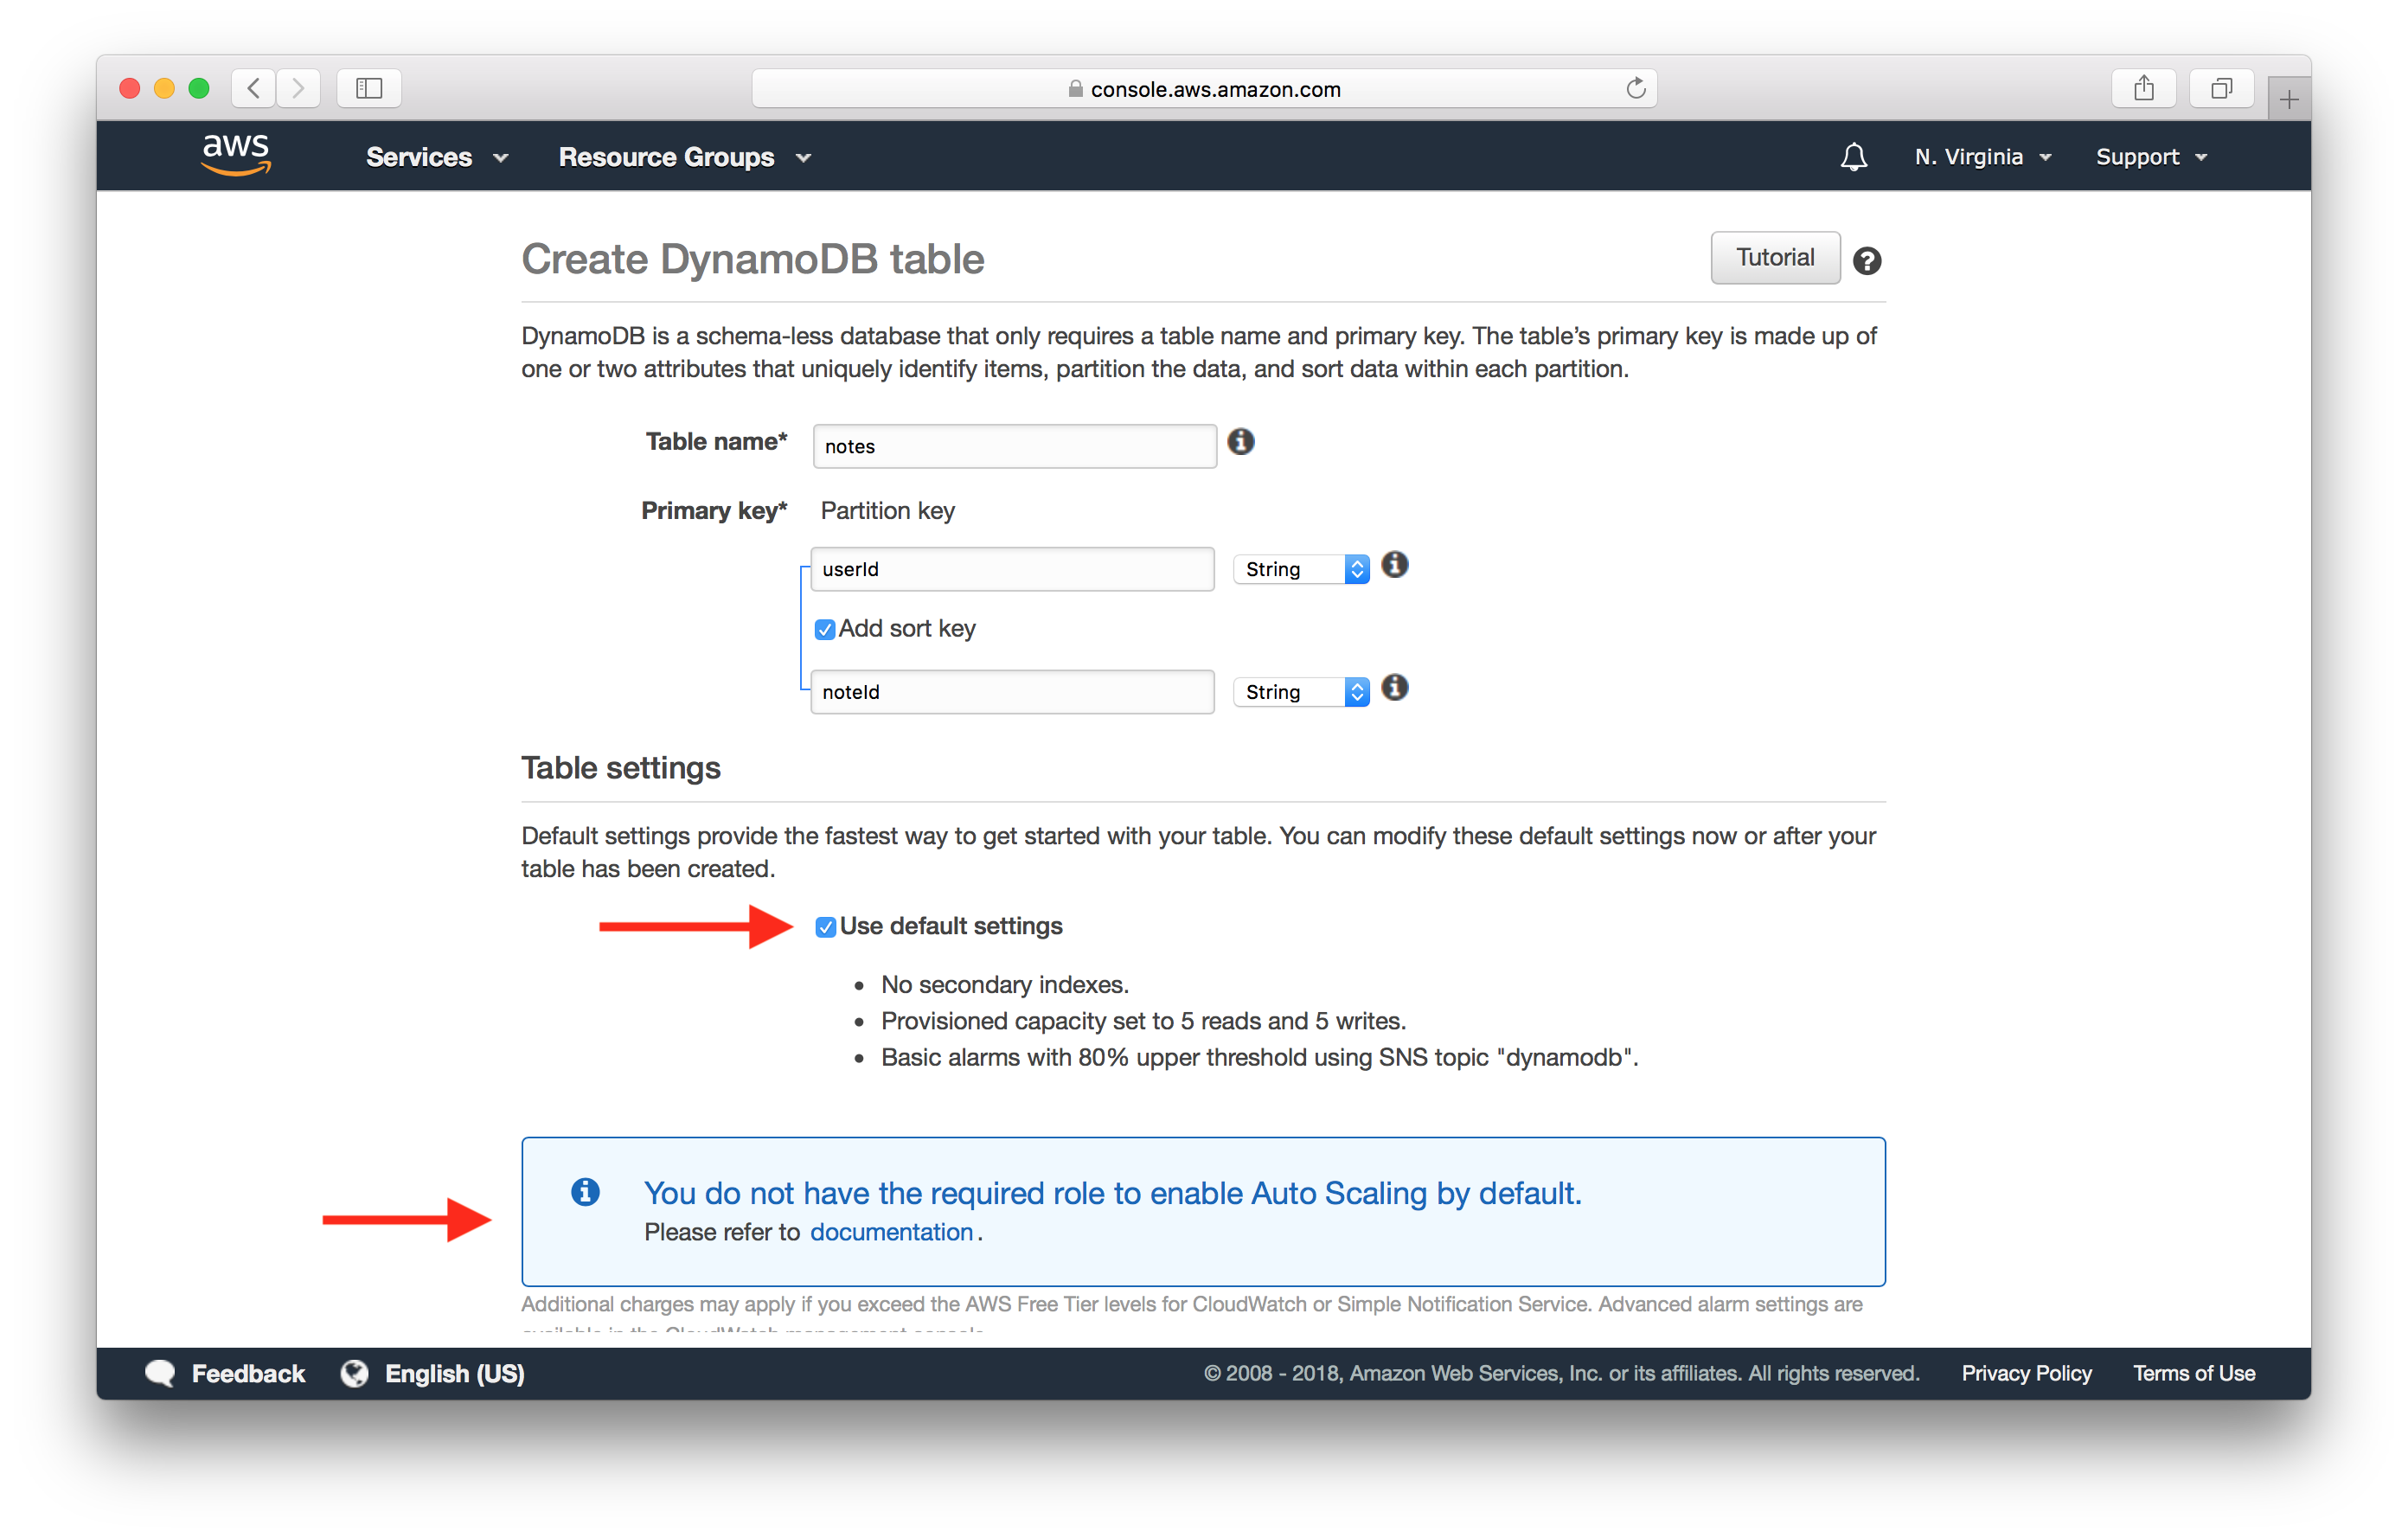 console.aws.amazon.com
aws Services Resource Groups N. Virginia Support
Create DynamoDB table Tutorial
DynamoDB is a schema-less database that only requires a table name and primary key. The table’s primary key is made up of
one or two attributes that uniquely identify items, partition the data, and sort data within each partition.
Table name* notes
Primary key* Partition key
userId String
Add sort key
noteId String
Table settings
Default settings provide the fastest way to get started with your table. You can modify these default settings now or after your
table has been created.
Use default settings
No secondary indexes.
Provisioned capacity set to 5 reads and 5 writes.
Basic alarms with 80% upper threshold using SNS topic "dynamodb".
You do not have the required role to enable Auto Scaling by default.
Please refer to documentation.
Additional charges may apply if you exceed the AWS Free Tier levels for CloudWatch or Simple Notification Service. Advanced alarm settings are
available in the CloudWatch management console.
Feedback English (US) © 2008 - 2018, Amazon Web Services, Inc. or its affiliates. All rights reserved. Privacy Policy Terms of Use